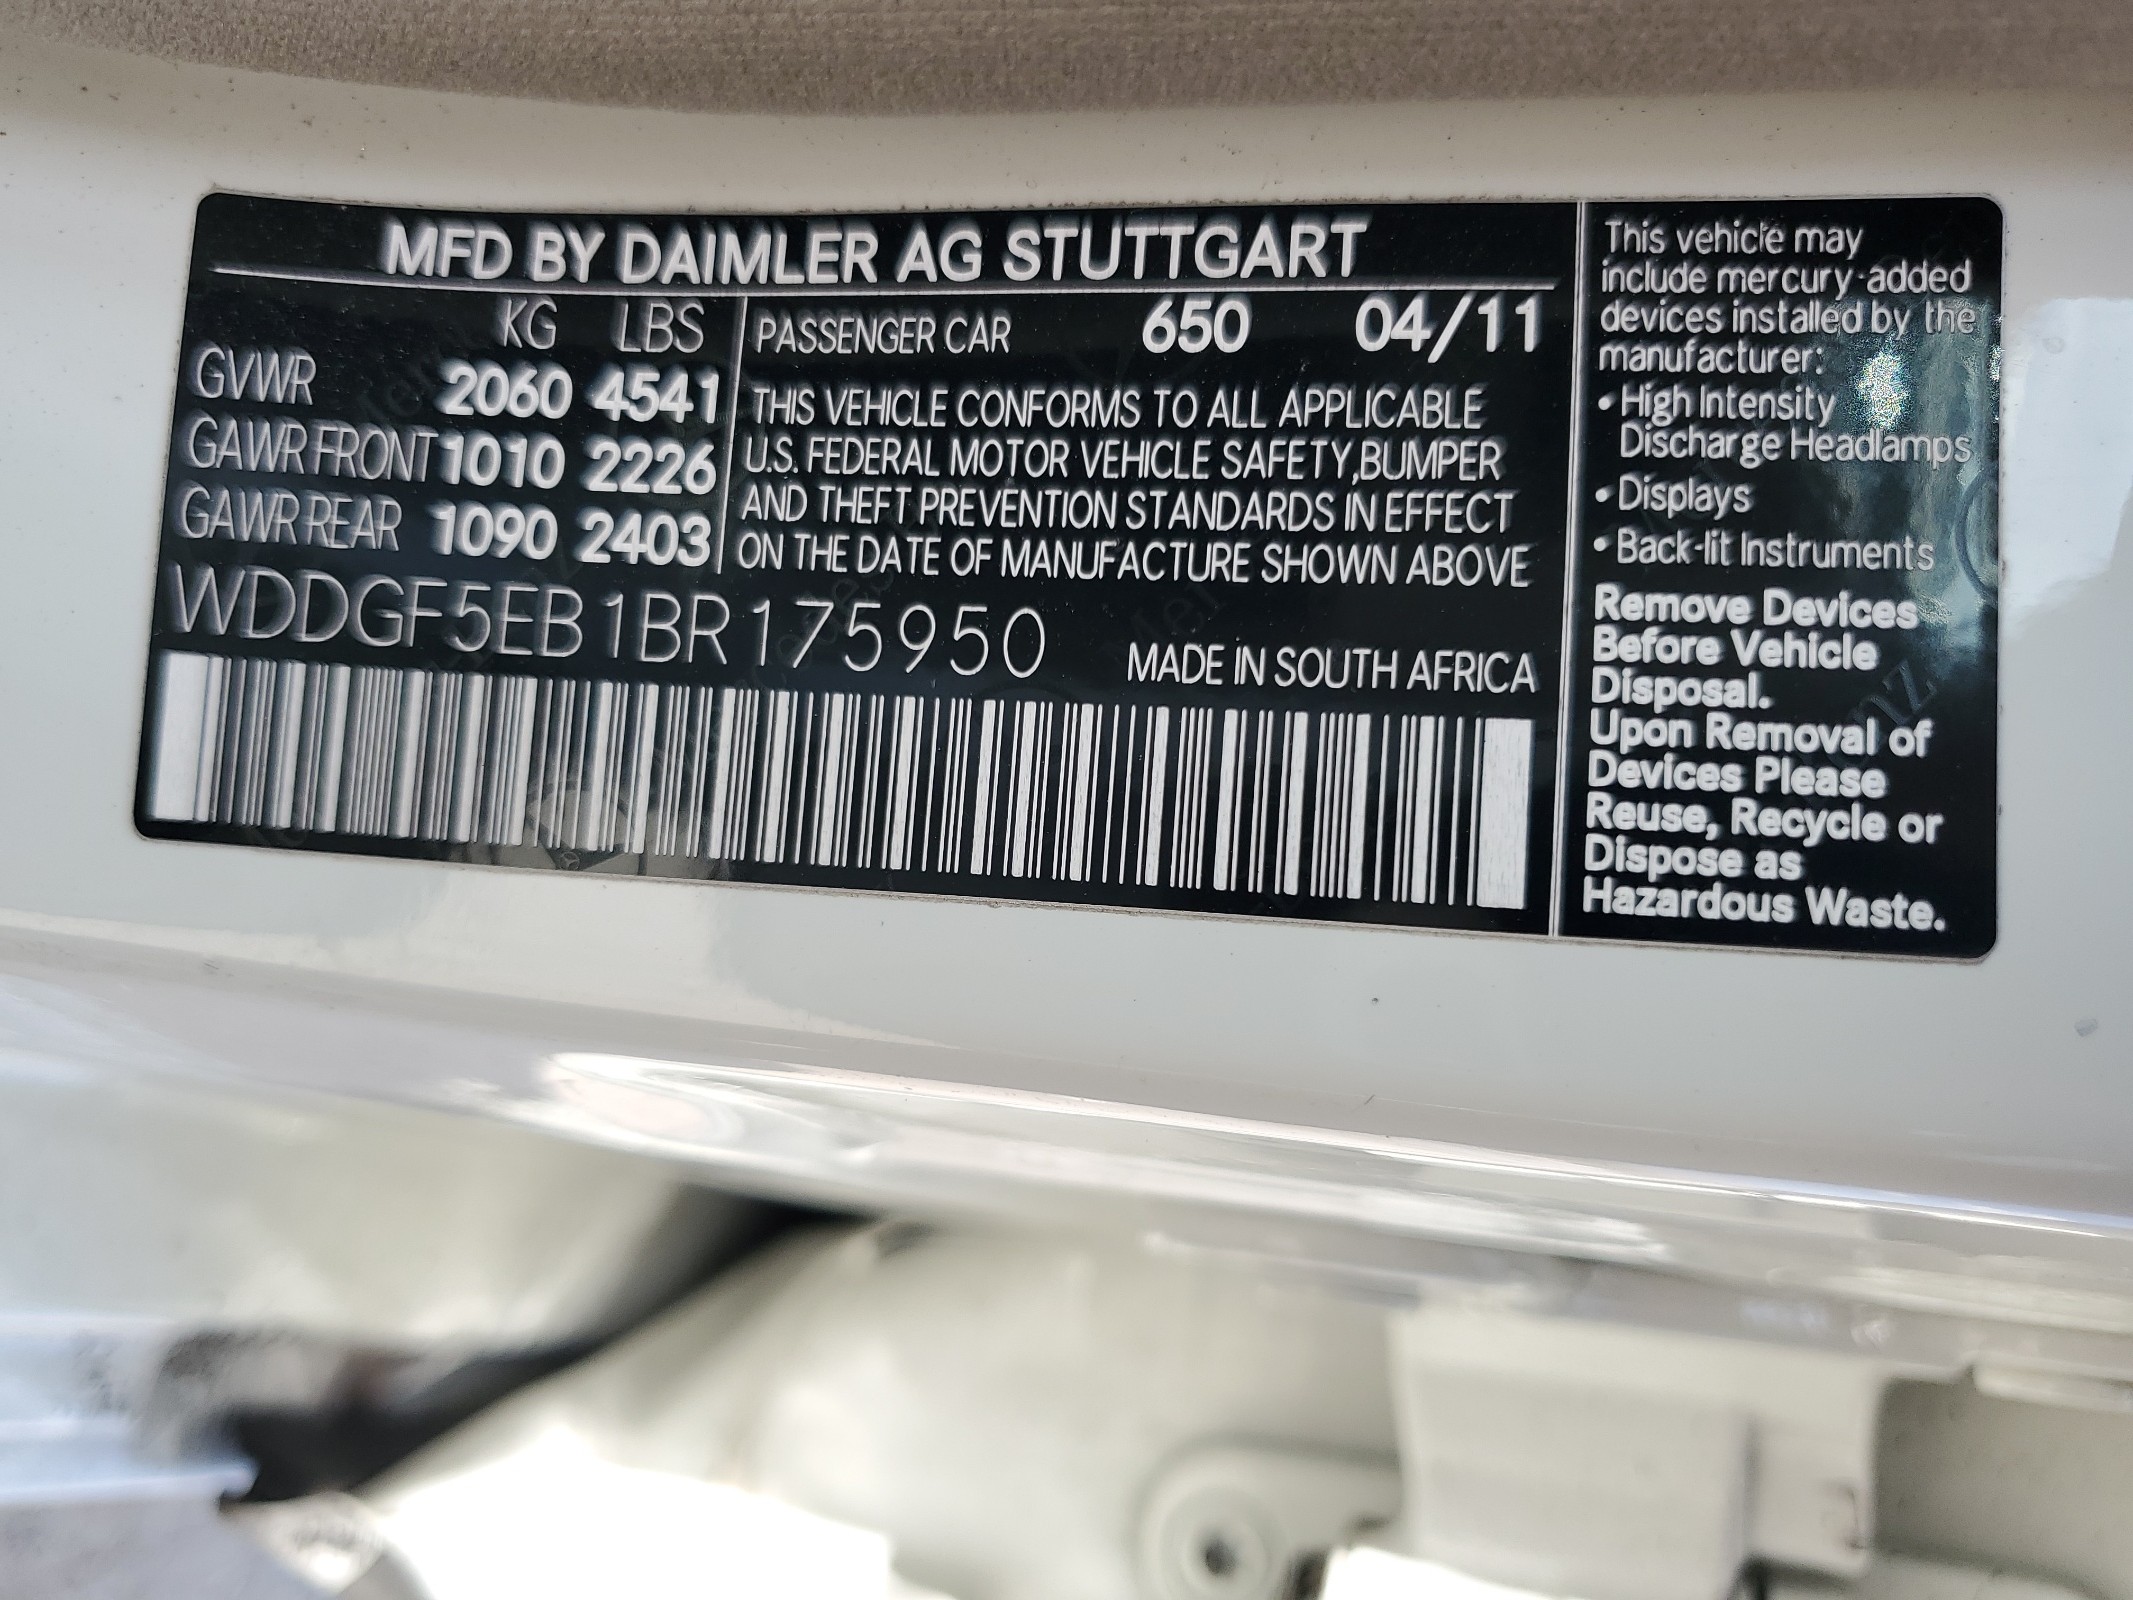 MFD BY DAIMLER AG STUTTGART
KG LBS
GVWR 2060 4541
GAWR FRONT 1010 2226
GAWR REAR 1090 2403
PASSENGER CAR 650 04/11
THIS VEHICLE CONFORMS TO ALL APPLICABLE
U.S. FEDERAL MOTOR VEHICLE SAFETY,BUMPER
AND THEFT PREVENTION STANDARDS IN EFFECT
ON THE DATE OF MANUFACTURE SHOWN ABOVE
WDDGF5EB1BR175950
MADE IN SOUTH AFRICA
This vehicle may
include mercury-added
devices installed by the
manufacturer:
• High Intensity
Discharge Headlamps
• Displays
• Back-lit Instruments
Remove Devices
Before Vehicle
Disposal.
Upon Removal of
Devices Please
Reuse, Recycle or
Dispose as
Hazardous Waste.